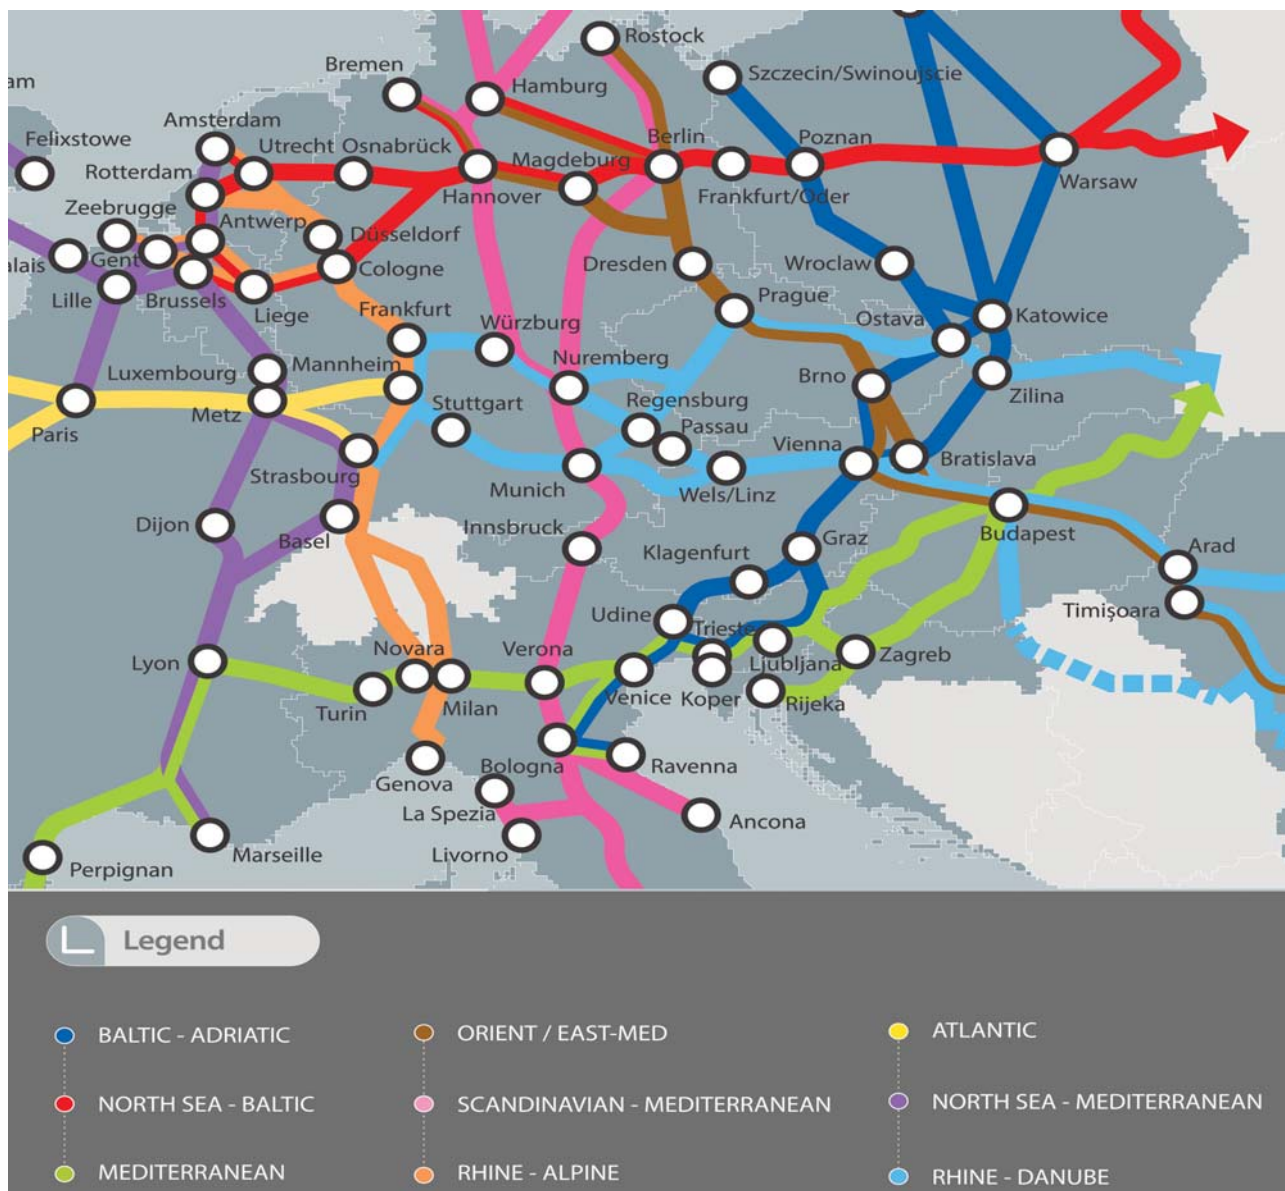 Rostock
Bremen
Szczecin/Swinoujscie
am
Hamburg
Amsterdam
Felixstowe
Utrecht
Osnabrück
Berlin
Poznan
Rotterdam
Magdeburg
Hannover
Frankfurt/Oder
Warsaw
Zeebrugge
Antwerp
Düsseldorf
alais
Gent
Cologne
Dresden
Wroclaw
Lille
Brussels
Liege
Frankfurt
Würzburg
Prague
Ostava
Katowice
Luxembourg
Mannheim
Nuremberg
Brno
Zilina
Paris
Metz
Stuttgart
Regensburg
Passau
Vienna
Bratislava
Strasbourg
Munich
Wels/Linz
Dijon
Basel
Innsbruck
Klagenfurt
Graz
Budapest
Arad
Udine
Trieste
Timişoara
Lyon
Novara
Verona
Ljubljana
Zagreb
Turin
Milan
Venice
Koper
Rijeka
Genova
Bologna
Ravenna
La Spezia
Ancona
Livorno
Marseille
Perpignan
Legend
BALTIC - ADRIATIC
ORIENT / EAST-MED
ATLANTIC
NORTH SEA - BALTIC
SCANDINAVIAN - MEDITERRANEAN
NORTH SEA - MEDITERRANEAN
MEDITERRANEAN
RHINE - ALPINE
RHINE - DANUBE